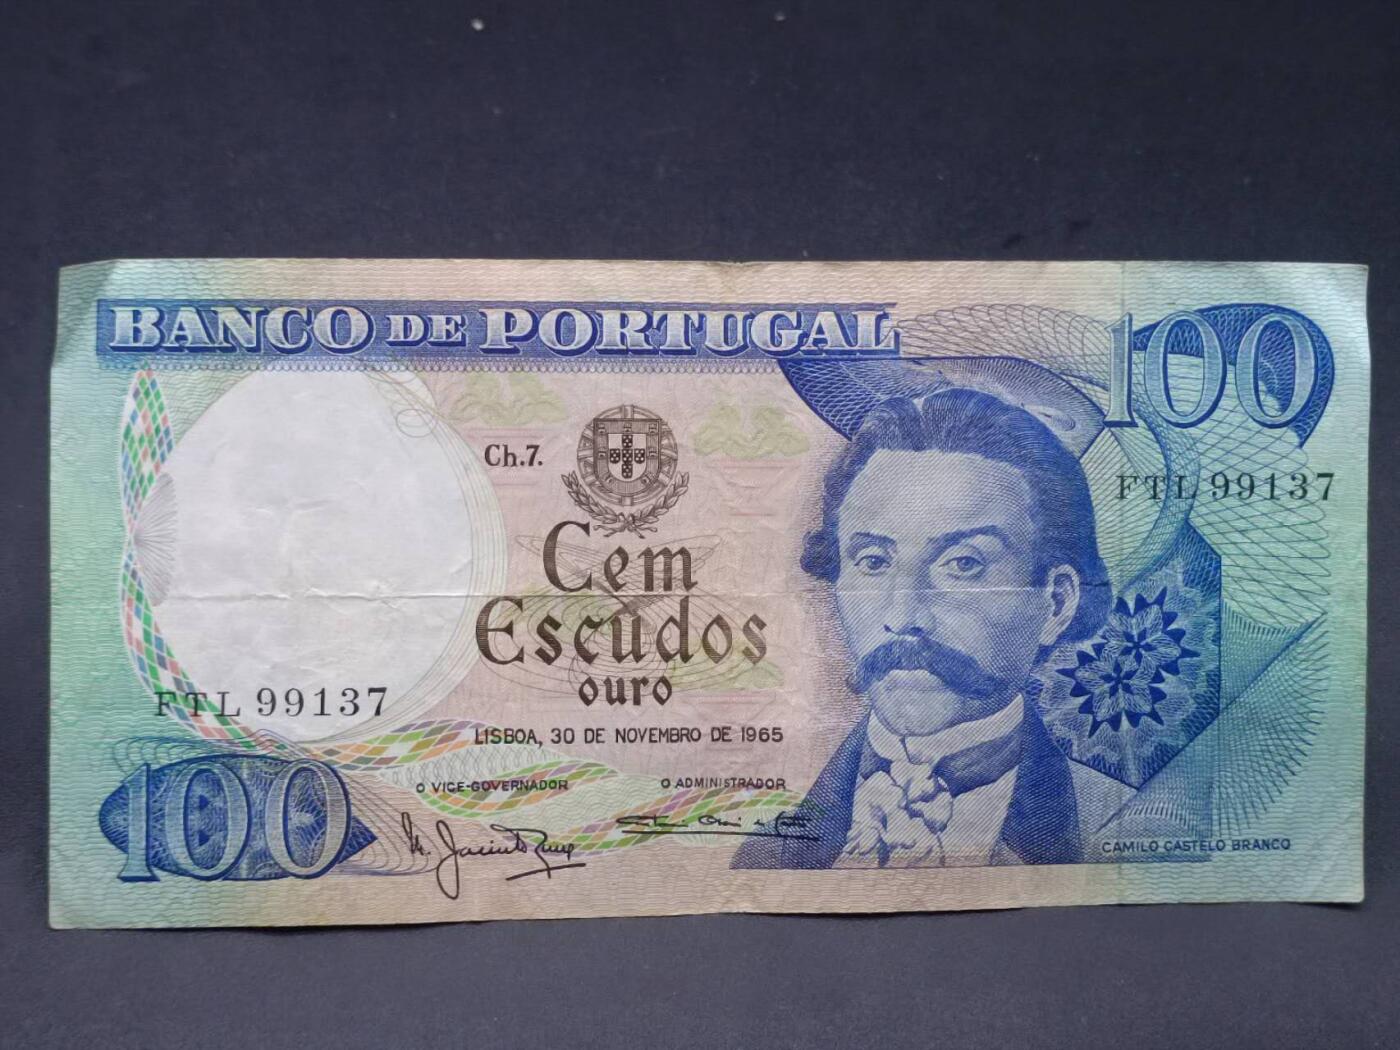 BANCO DE PORTUGAL
100
Ch.7.
FTL 99137
Cem
Escudos
ouro
FTL 99137
LISBOA, 30 DE NOVEMBRO DE 1965
O VICE-GOVERNADOR
O ADMINISTRADOR
100
CAMILO CASTELO BRANCO